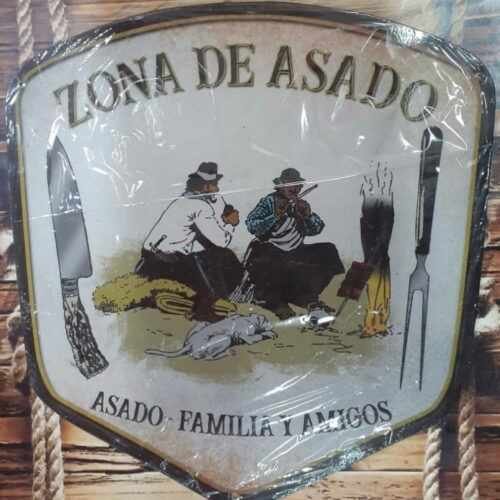 ZONA DE ASADO
ASADO - FAMILIA Y AMIGOS